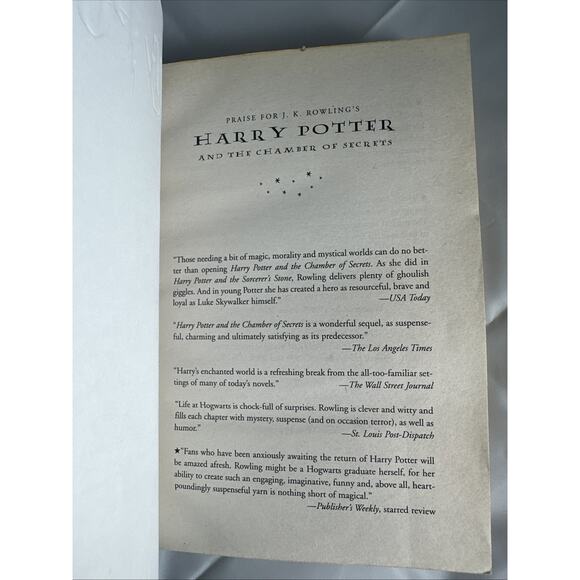 PRAISE FOR J. K. ROWLING'S
HARRY POTTER
AND THE CHAMBER OF SECRETS
"Those needing a bit of magic, morality and mystical worlds can do no bet-
ter than opening Harry Potter and the Chamber of Secrets. As she did in
Harry Potter and the Sorcerer's Stone, Rowling delivers plenty of ghoulish
giggles. And in young Potter she has created a hero as resourceful, brave and
loyal as Luke Skywalker himself." —USA Today
"Harry Potter and the Chamber of Secrets is a wonderful sequel, as suspense-
ful, charming and ultimately satisfying as its predecessor."
—The Los Angeles Times
"Harry's enchanted world is a refreshing break from the all-too-familiar set-
tings of many of today's novels." —The Wall Street Journal
"Life at Hogwarts is chock-full of surprises. Rowling is clever and witty and
fills each chapter with mystery, suspense (and on occasion terror), as well as
humor." —St. Louis Post-Dispatch
★"Fans who have been anxiously awaiting the return of Harry Potter will
be amazed afresh. Rowling might be a Hogwarts graduate herself, for her
ability to create such an engaging, imaginative, funny and, above all, heart-
poundingly suspenseful yarn is nothing short of magical."
—Publisher's Weekly, starred review